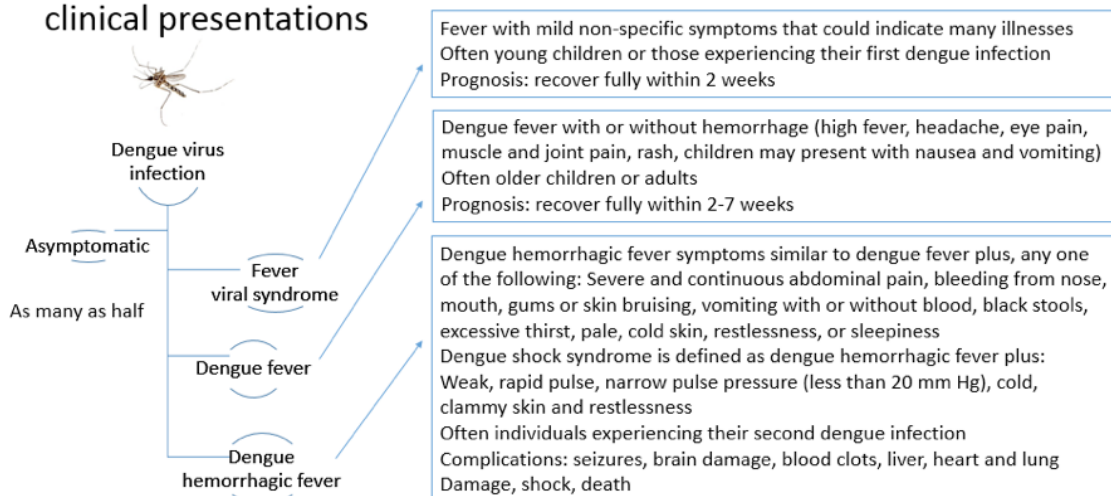 clinical presentations
Dengue virus
infection
Asymptomatic
As many as half
Fever
viral syndrome
Dengue fever
Dengue
hemorrhagic fever
Fever with mild non-specific symptoms that could indicate many illnesses
Often young children or those experiencing their first dengue infection
Prognosis: recover fully within 2 weeks
Dengue fever with or without hemorrhage (high fever, headache, eye pain,
muscle and joint pain, rash, children may present with nausea and vomiting)
Often older children or adults
Prognosis: recover fully within 2-7 weeks
Dengue hemorrhagic fever symptoms similar to dengue fever plus, any one
of the following: Severe and continuous abdominal pain, bleeding from nose,
mouth, gums or skin bruising, vomiting with or without blood, black stools,
excessive thirst, pale, cold skin, restlessness, or sleepiness
Dengue shock syndrome is defined as dengue hemorrhagic fever plus:
Weak, rapid pulse, narrow pulse pressure (less than 20 mm Hg), cold,
clammy skin and restlessness
Often individuals experiencing their second dengue infection
Complications: seizures, brain damage, blood clots, liver, heart and lung
Damage, shock, death